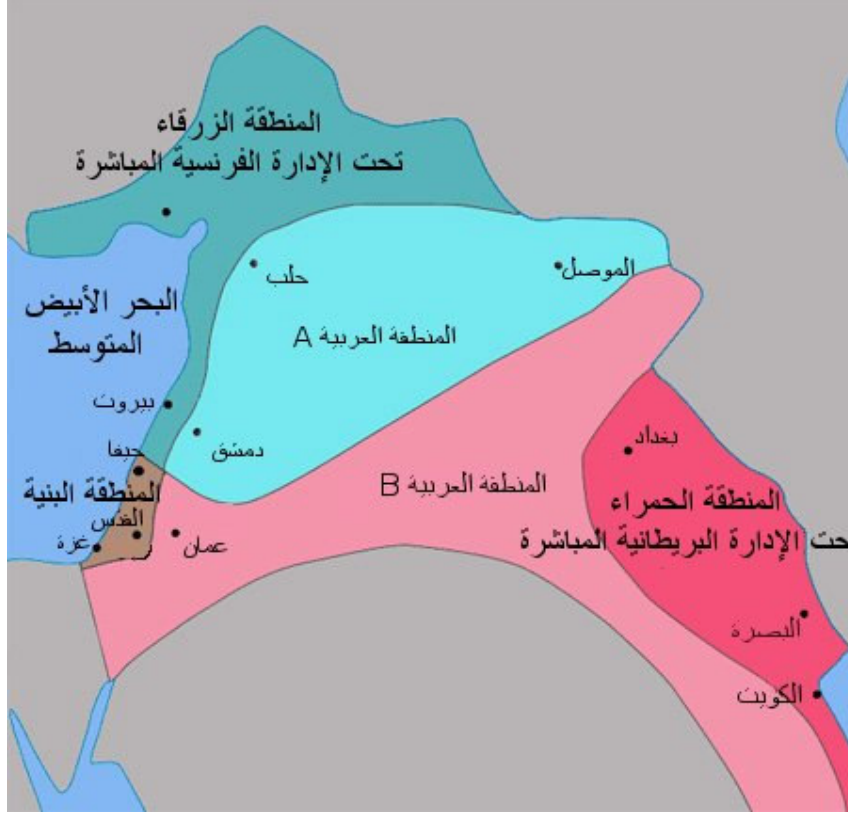 المنطقة الزرقاء
تحت الإدارة الفرنسية المباشرة
حلب
الموصل
البحر الأبيض
المتوسط
المنطقة العربية A
بيروت
دمشق
حيفا
المنطقة البنية
القدس
غزة
عمان
المنطقة العربية B
بغداد
المنطقة الحمراء
حت الإدارة البريطانية المباشرة
البصرة
الكويت